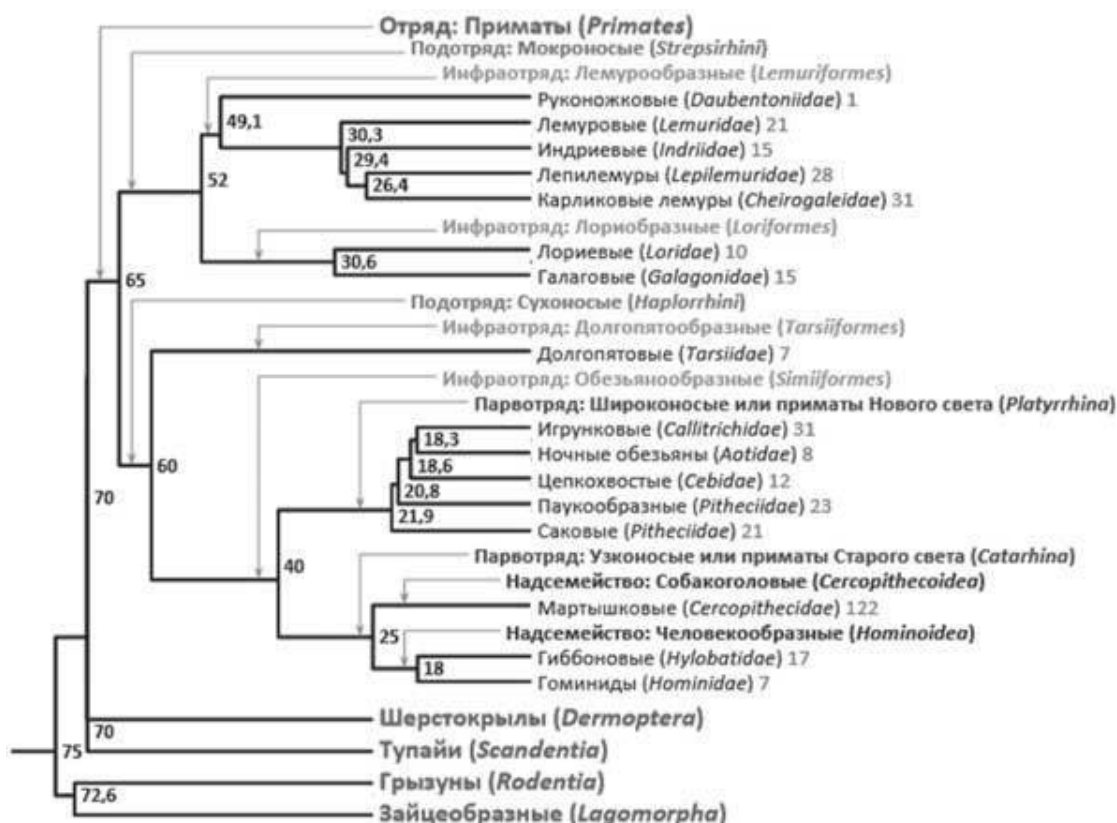 Отряд: Приматы (Primates)
Подотряд: Мокроносые (Strepsirhini)
Инфраотряд: Лемурообразные (Lemuriformes)
Руконожковые (Daubentoniidae) 1
49,1
Лемуровые (Lemuridae) 21
30,3
Индриевые (Indriidae) 15
29,4
Лепилемуры (Lepilemuridae) 28
52
26,4
Карликовые лемуры (Cheirogaleidae) 31
Инфраотряд: Лориобразные (Loriformes)
Лориевые (Loridae) 10
30,6
Галаговые (Galagonidae) 15
65
Подотряд: Сухоносые (Haplorrhini)
Инфраотряд: Долгопятообразные (Tarsiiformes)
Долгопятовые (Tarsiidae) 7
Инфраотряд: Обезьянообразные (Simiiformes)
Парвотряд: Широконосые или приматы Нового света (Platyrrhina)
Игрунковые (Callitrichidae) 31
18,3
Ночные обезьяны (Aotidae) 8
60
18,6
Цепкохвостые (Cebidae) 12
70
20,8
Паукообразные (Pitheciidae) 23
21,9
Саковые (Pitheciidae) 21
Парвотряд: Узконосые или приматы Старого света (Catarhina)
40
Надсемейство: Собакоголовые (Cercopithecoidea)
Мартышковые (Cercopithecidae) 122
Надсемейство: Человекообразные (Hominoidea)
25
Гиббоновые (Hylobatidae) 17
18
Гоминиды (Hominidae) 7
Шерстокрылы (Dermoptera)
70
Тупайи (Scandentia)
75
Грызуны (Rodentia)
72,6
Зайцеобразные (Lagomorpha)